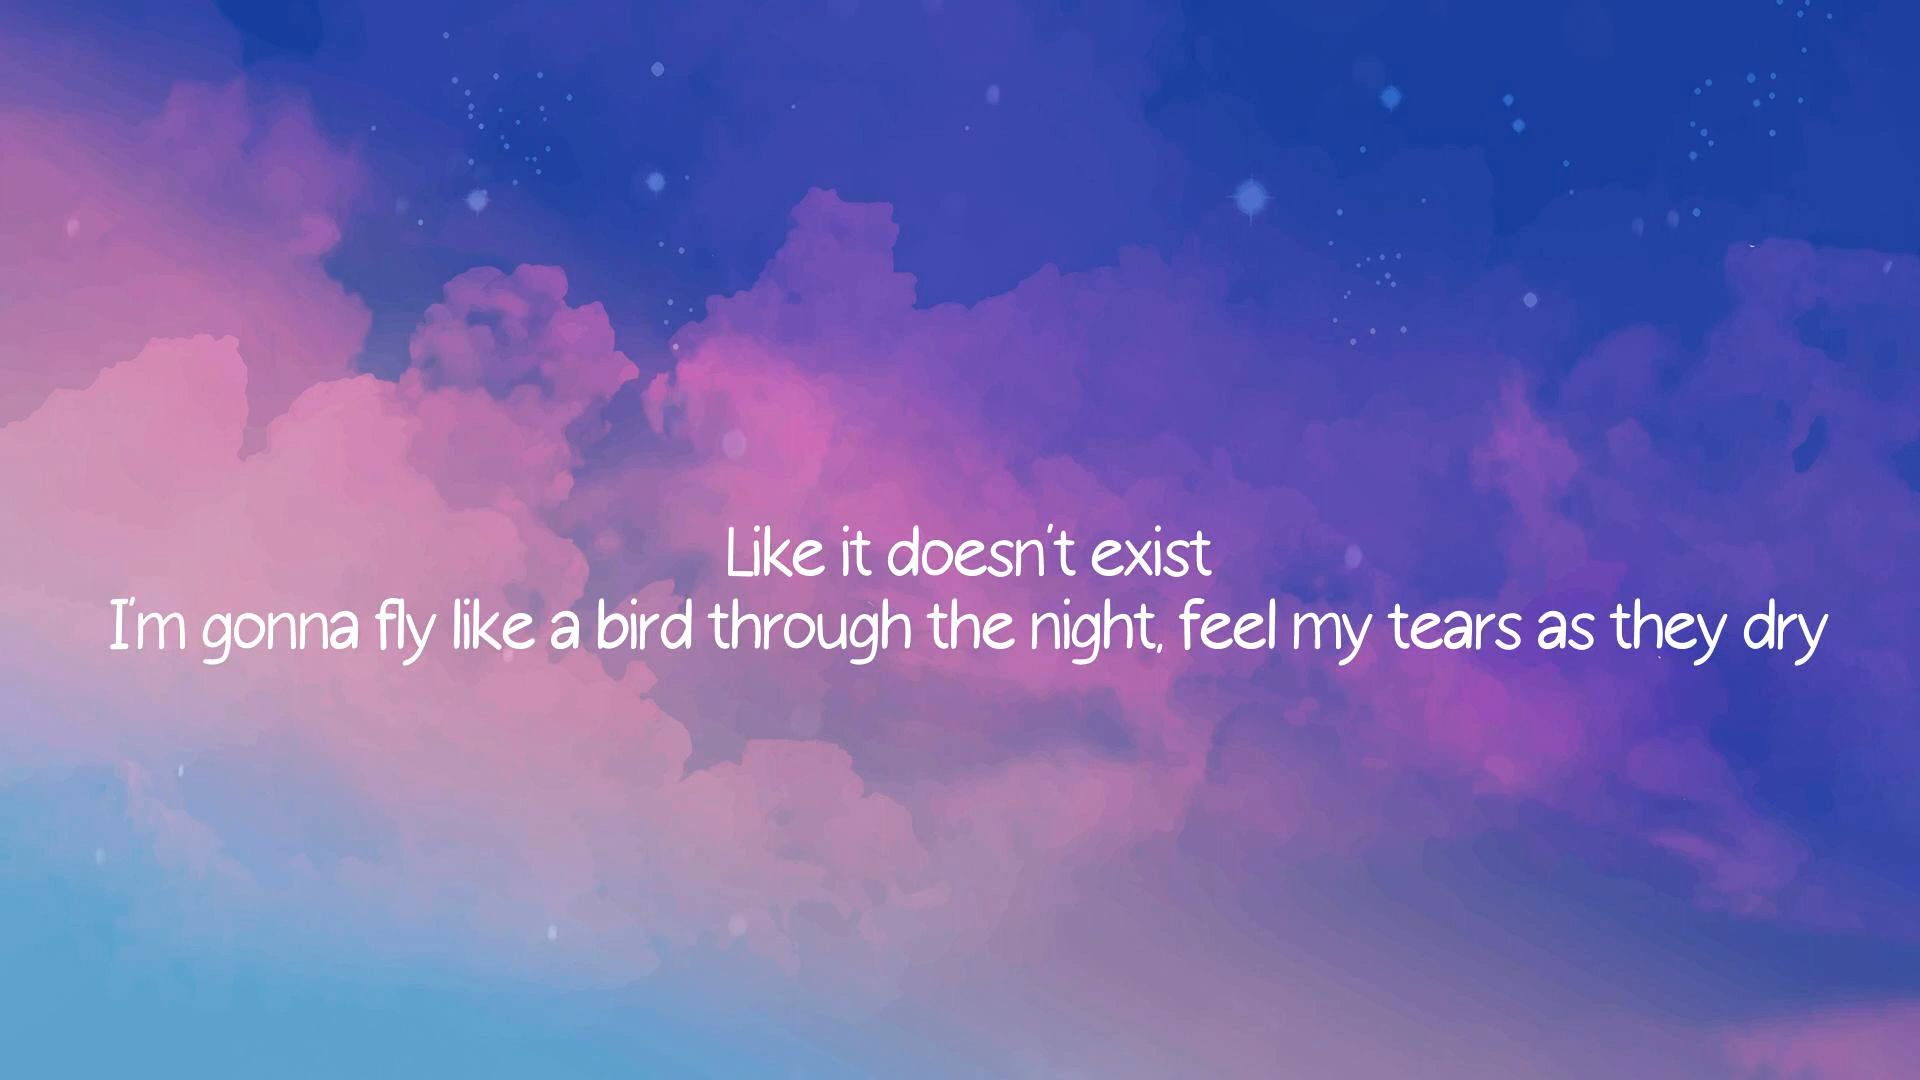 Like it doesn't exist
I'm gonna fly like a bird through the night, feel my tears as they dry